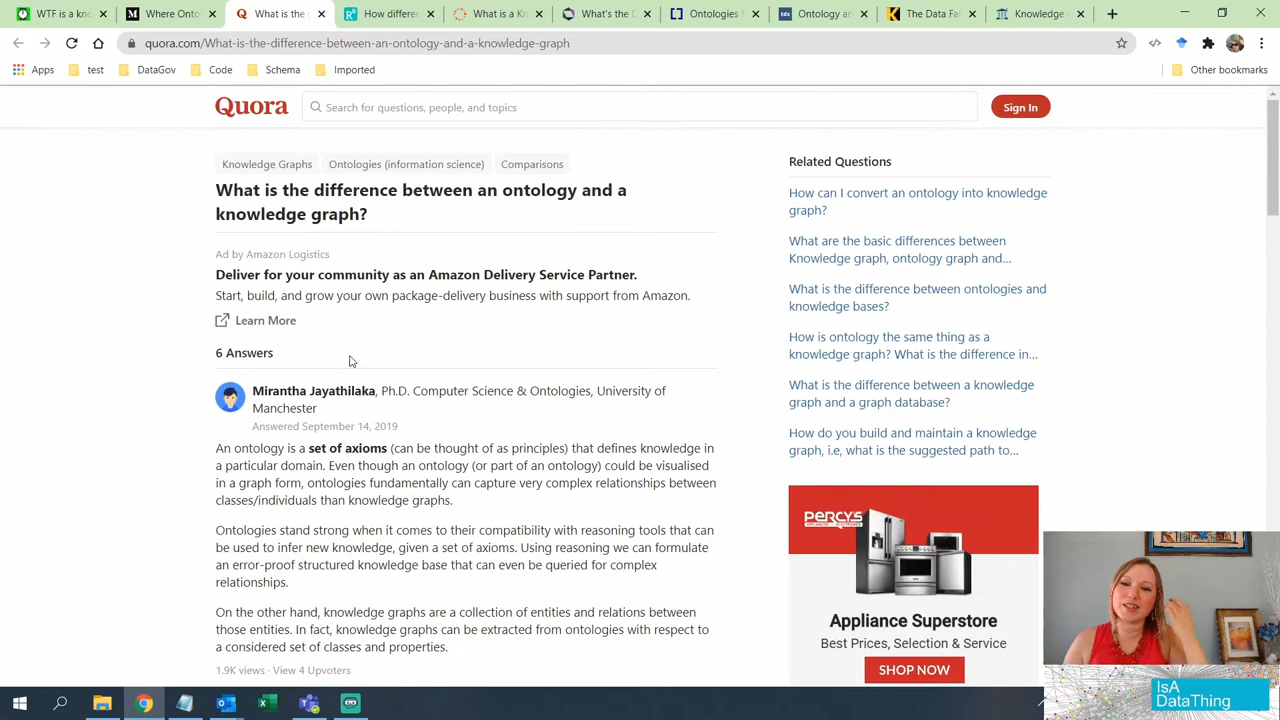 WTF is a kno
Where Onto
What is the c
How differen
What is a Kn
What's the D
Ontologies f
Ontology an
The Data Fa
Knowledge
quora.com/What-is-the-difference-between-an-ontology-and-a-knowledge-graph
Apps
test
DataGov
Code
Schema
Imported
Other bookmarks
Quora
Search for questions, people, and topics
Sign In
Knowledge Graphs
Ontologies (information science)
Comparisons
What is the difference between an ontology and a
knowledge graph?
Ad by Amazon Logistics
Deliver for your community as an Amazon Delivery Service Partner.
Start, build, and grow your own package-delivery business with support from Amazon.
Learn More
6 Answers
Mirantha Jayathilaka, Ph.D. Computer Science & Ontologies, University of
Manchester
Answered September 14, 2019
An ontology is a set of axioms (can be thought of as principles) that defines knowledge in
a particular domain. Even though an ontology (or part of an ontology) could be visualised
in a graph form, ontologies fundamentally can capture very complex relationships between
classes/individuals than knowledge graphs.
Ontologies stand strong when it comes to their compatibility with reasoning tools that can
be used to infer new knowledge, given a set of axioms. Using reasoning we can formulate
an error-proof structured knowledge base that can even be queried for complex
relationships.
On the other hand, knowledge graphs are a collection of entities and relations between
those entities. In fact, knowledge graphs can be extracted from ontologies with respect to
a considered set of classes and properties.
1.9K views · View 4 Upvoters
Related Questions
How can I convert an ontology into knowledge
graph?
What are the basic differences between
Knowledge graph, ontology graph and...
What is the difference between ontologies and
knowledge bases?
How is ontology the same thing as a
knowledge graph? What is the difference in...
What is the difference between a knowledge
graph and a graph database?
How do you build and maintain a knowledge
graph, i.e, what is the suggested path to...
PERCYS
Appliance Superstore
Best Prices, Selection & Service
SHOP NOW
IsA
DataThing